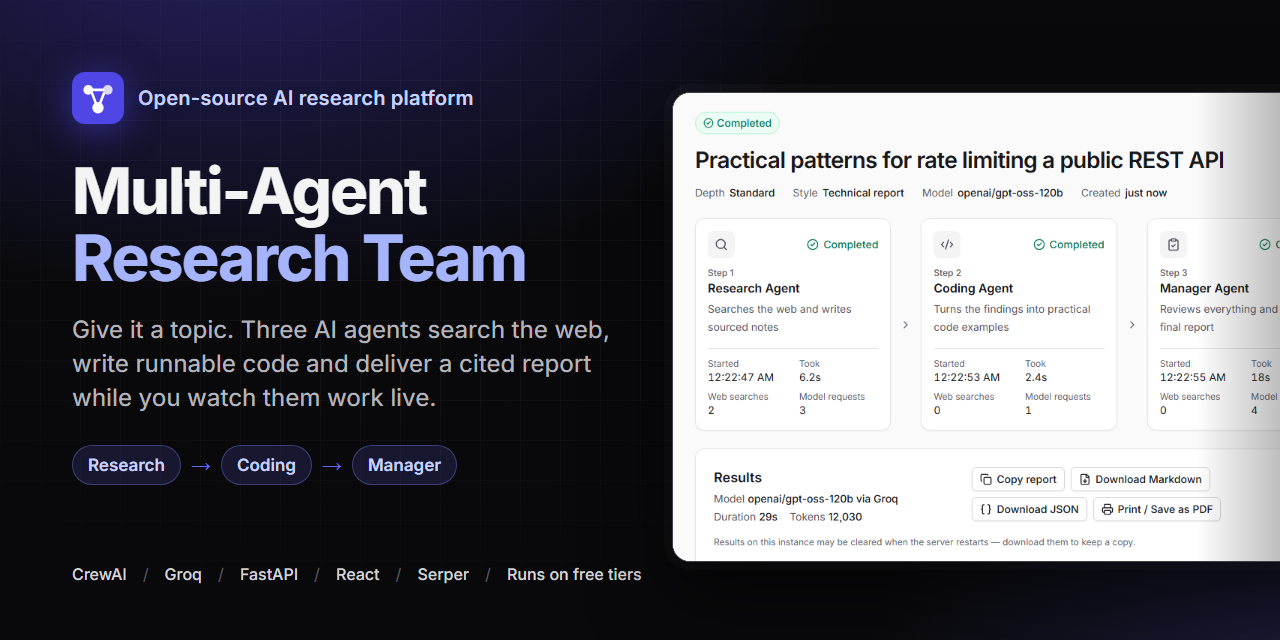 Open-source AI research platform
Multi-Agent
Research Team
Give it a topic. Three AI agents search the web,
write runnable code and deliver a cited report
while you watch them work live.
Research → Coding → Manager
CrewAI / Groq / FastAPI / React / Serper / Runs on free tiers
Completed
Practical patterns for rate limiting a public REST API
Depth Standard Style Technical report Model openai/gpt-oss-120b Created just now
Completed
Step 1
Research Agent
Searches the web and writes
sourced notes
Started Took
12:22:47 AM 6.2s
Web searches Model requests
2 3
Completed
Step 2
Coding Agent
Turns the findings into practical
code examples
Started Took
12:22:53 AM 2.4s
Web searches Model requests
0 1
Step 3
Manager Agent
Reviews everything and
final report
Started Took
12:22:55 AM 18s
Web searches Model
0 4
Results
Model openai/gpt-oss-120b via Groq
Duration 29s Tokens 12,030
Copy report Download Markdown
Download JSON Print / Save as PDF
Results on this instance may be cleared when the server restarts — download them to keep a copy.